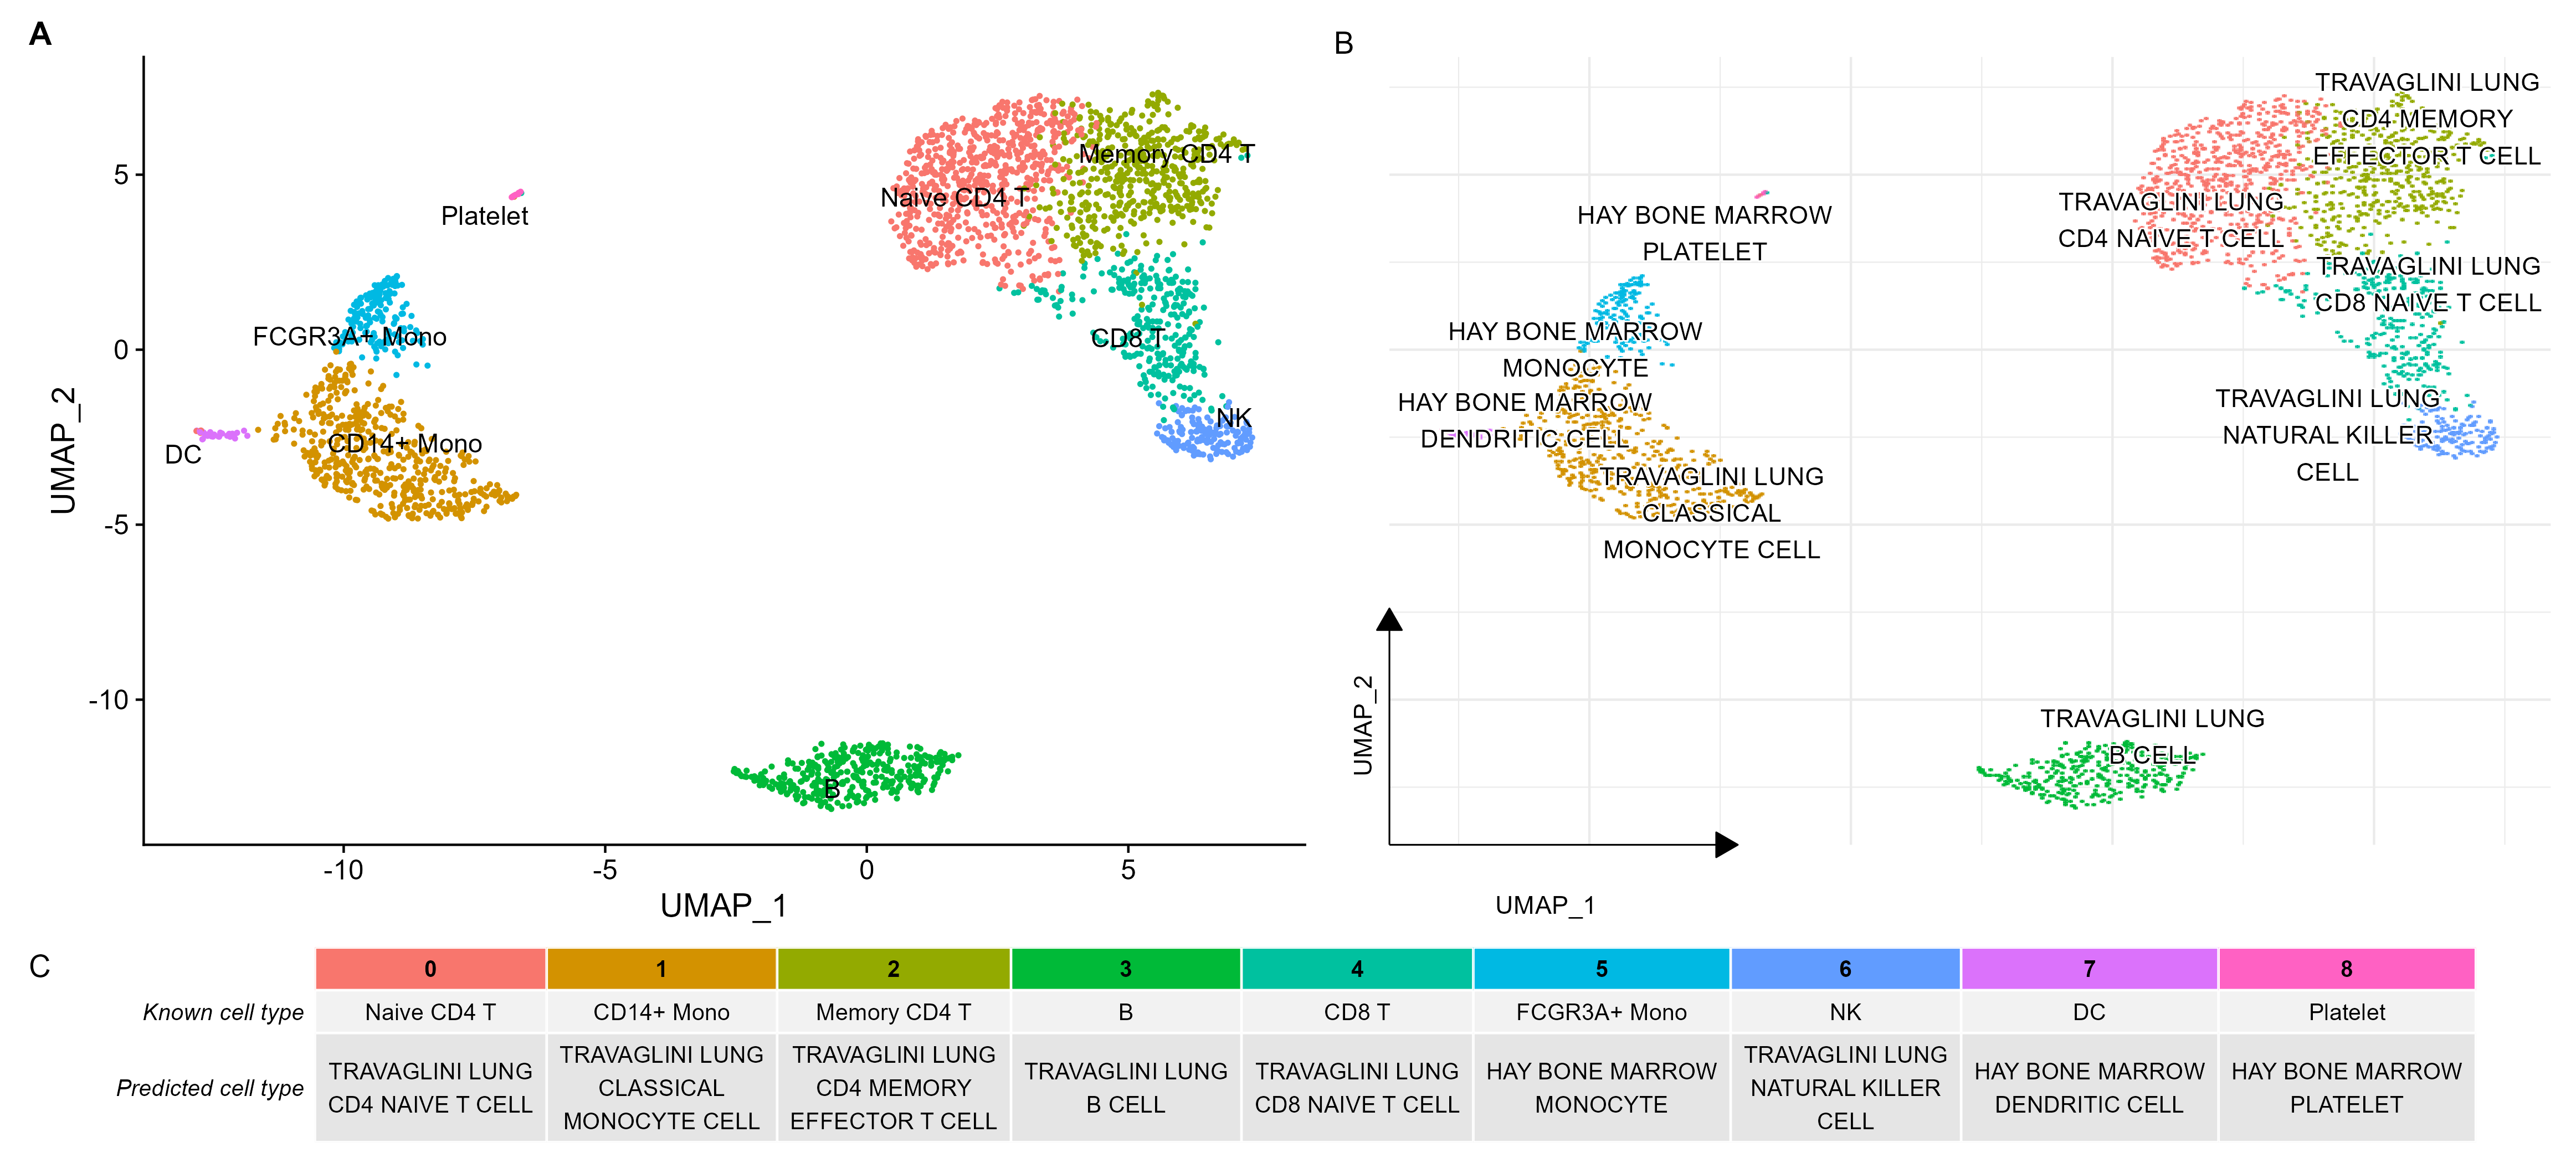 A
UMAP_2
5
0
-5
-10
Memory CD4 T
Naive CD4 T
Platelet
FCGR3A+ Mono
CD8 T
NK
CD14+ Mono
DC
B
-10
-5
0
5
UMAP_1
B
TRAVAGLINI LUNG
CD4 MEMORY
EFFECTOR T CELL
TRAVAGLINI LUNG
CD4 NAIVE T CELL
HAY BONE MARROW
PLATELET
TRAVAGLINI LUNG
CD8 NAIVE T CELL
HAY BONE MARROW
MONOCYTE
HAY BONE MARROW
DENDRITIC CELL
TRAVAGLINI LUNG
NATURAL KILLER
CELL
TRAVAGLINI LUNG
CLASSICAL
MONOCYTE CELL
TRAVAGLINI LUNG
B CELL
UMAP_2
UMAP_1
C
0 1 2 3 4 5 6 7 8
Known cell type Naive CD4 T CD14+ Mono Memory CD4 T B CD8 T FCGR3A+ Mono NK DC Platelet
Predicted cell type
TRAVAGLINI LUNG
CD4 NAIVE T CELL
TRAVAGLINI LUNG
CLASSICAL
MONOCYTE CELL
TRAVAGLINI LUNG
CD4 MEMORY
EFFECTOR T CELL
TRAVAGLINI LUNG
B CELL
TRAVAGLINI LUNG
CD8 NAIVE T CELL
HAY BONE MARROW
MONOCYTE
TRAVAGLINI LUNG
NATURAL KILLER
CELL
HAY BONE MARROW
DENDRITIC CELL
HAY BONE MARROW
PLATELET